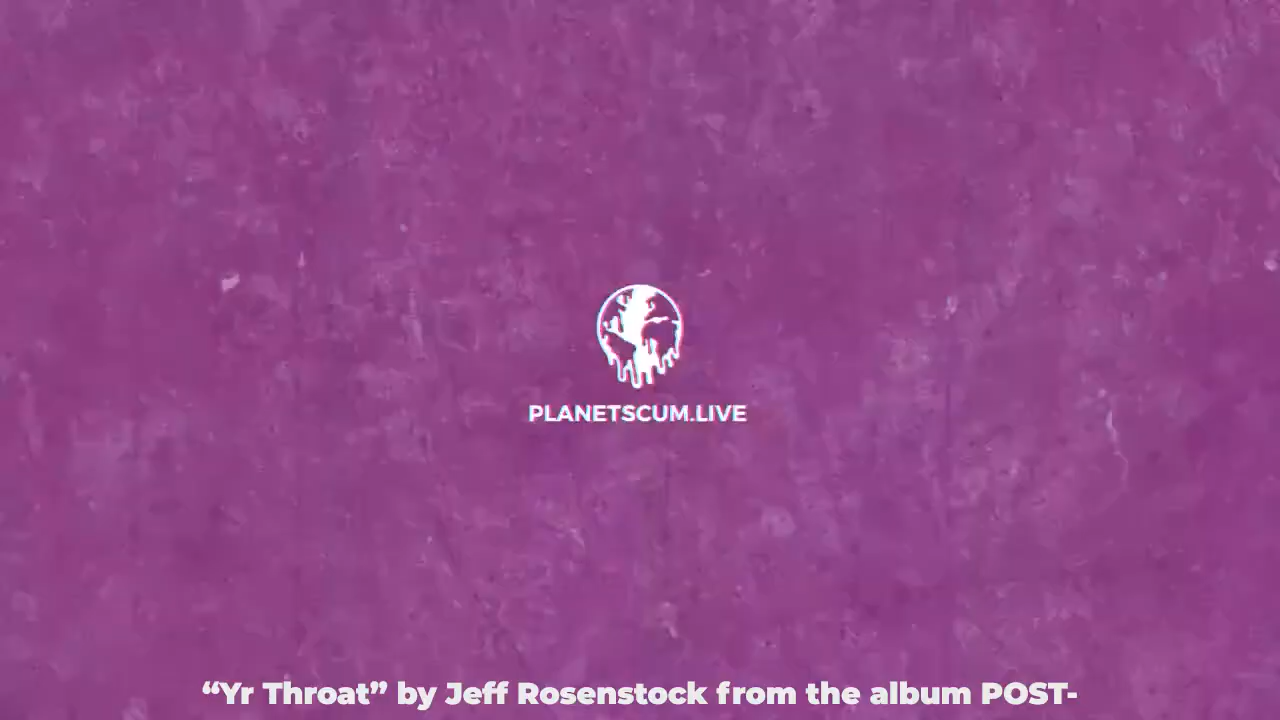 PLANETSCUM.LIVE
“Yr Throat” by Jeff Rosenstock from the album POST-